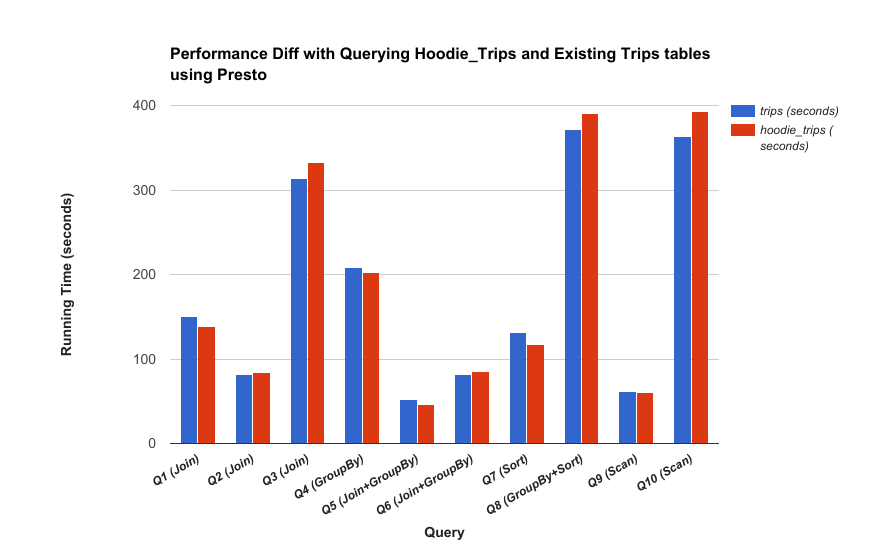 Performance Diff with Querying Hoodie_Trips and Existing Trips tables
using Presto
400
300
200
100
0
Running Time (seconds)
trips (seconds)
hoodie_trips (
seconds)
Q1 (Join)
Q2 (Join)
Q3 (Join)
Q4 (GroupBy)
Q5 (Join+GroupBy)
Q6 (Join+GroupBy)
Q7 (Sort)
Q8 (GroupBy+Sort)
Q9 (Scan)
Q10 (Scan)
Query